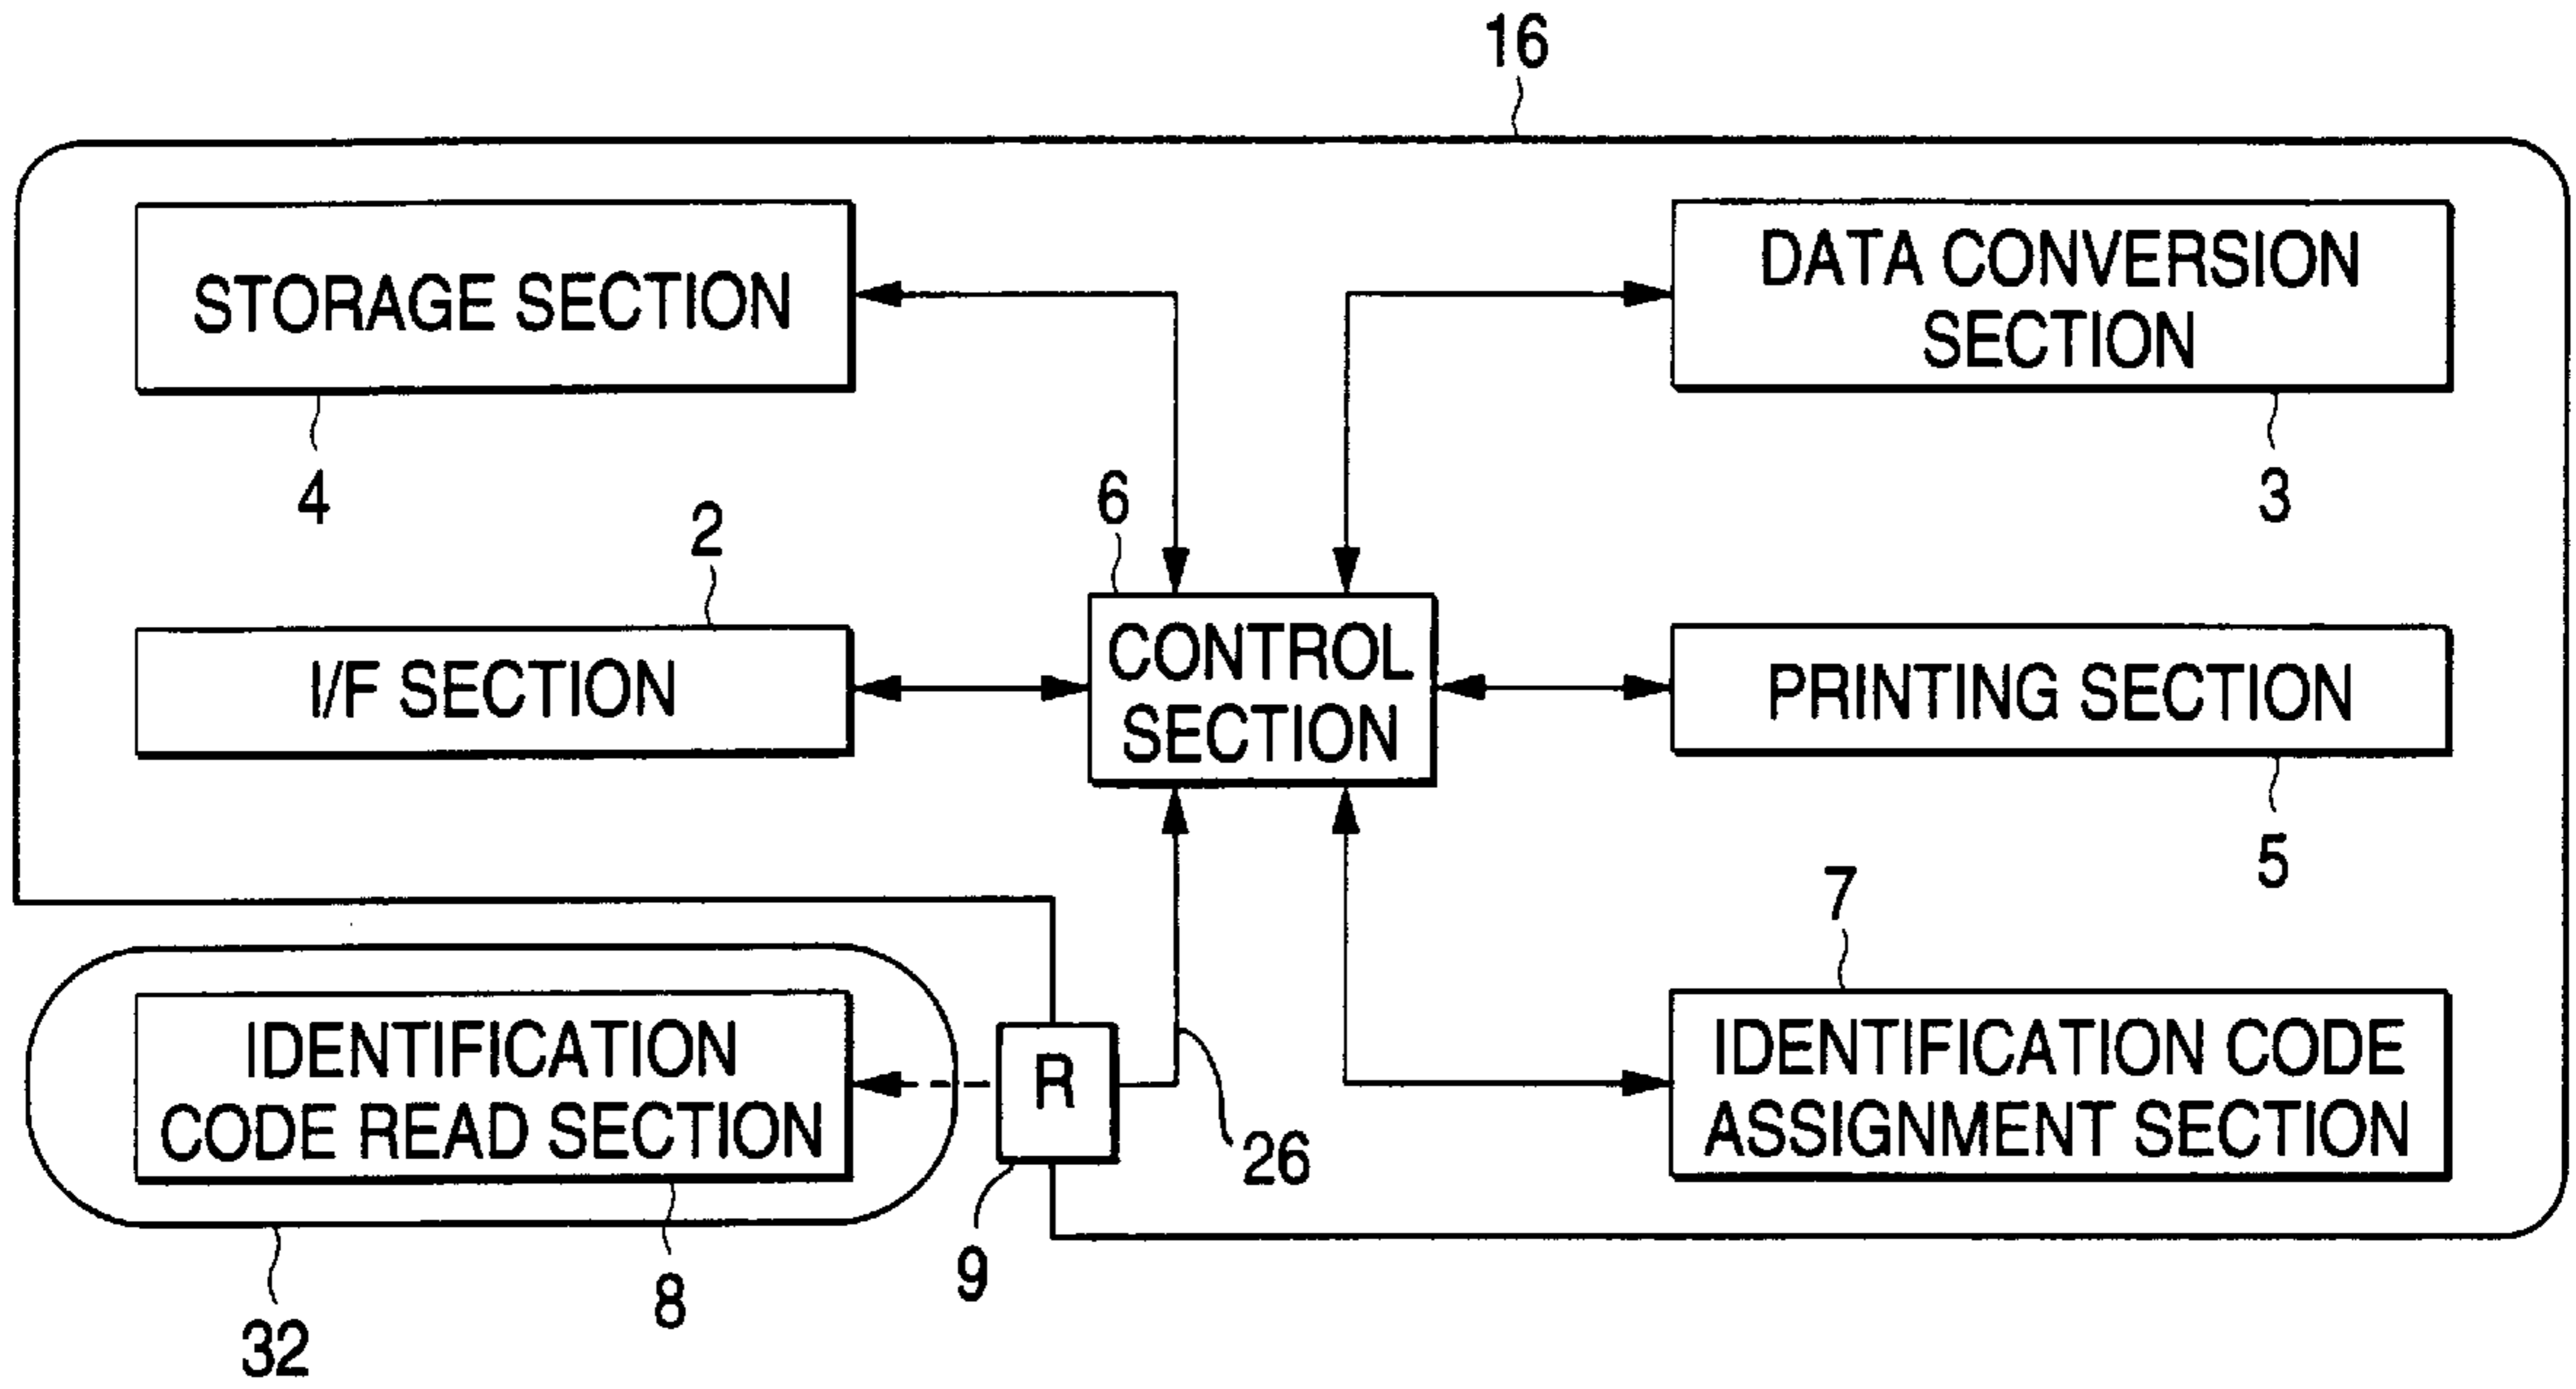 16
STORAGE SECTION
4
DATA CONVERSION
SECTION
3
2
I/F SECTION
6
CONTROL
SECTION
PRINTING SECTION
5
7
IDENTIFICATION
CODE READ SECTION
8
32
R
9
26
IDENTIFICATION CODE
ASSIGNMENT SECTION